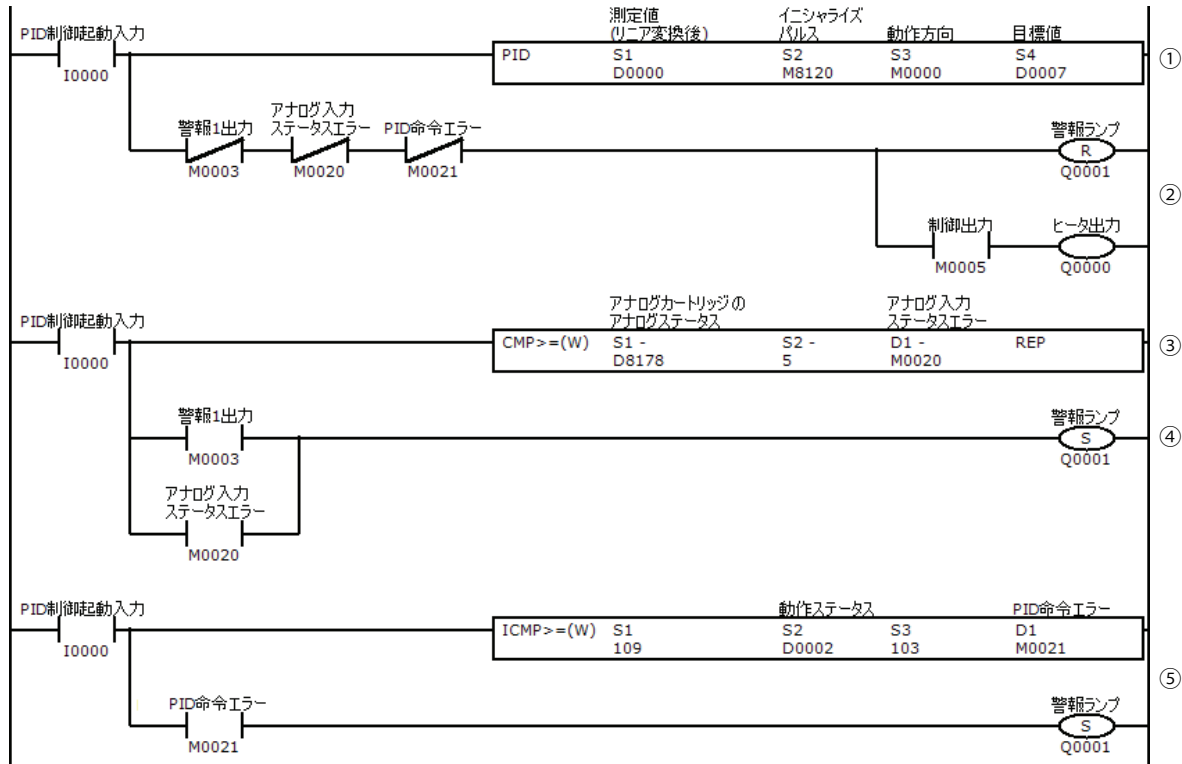 測定値
(リニア変換後)
イニシャライズ
パルス
動作方向
目標値
PID制御起動入力
I0000
PID S1 S2 S3 S4
D0000 M8120 M0000 D0007
①
警報1出力
アナログ入力
ステータスエラー
PID命令エラー
警報ランプ
R
M0003 M0020 M0021 Q0001
②
制御出力 ヒータ出力
M0005 Q0000
アナログカートリッジの
アナログステータス
アナログ入力
ステータスエラー
PID制御起動入力
I0000
CMP>=(W) S1 - S2 - D1 - REP
D8178 5 M0020
③
警報1出力 警報ランプ
S
M0003 Q0001
④
アナログ入力
ステータスエラー
M0020
PID制御起動入力 動作ステータス PID命令エラー
I0000
ICMP>=(W) S1 S2 S3 D1
109 D0002 103 M0021
⑤
PID命令エラー 警報ランプ
S
M0021 Q0001